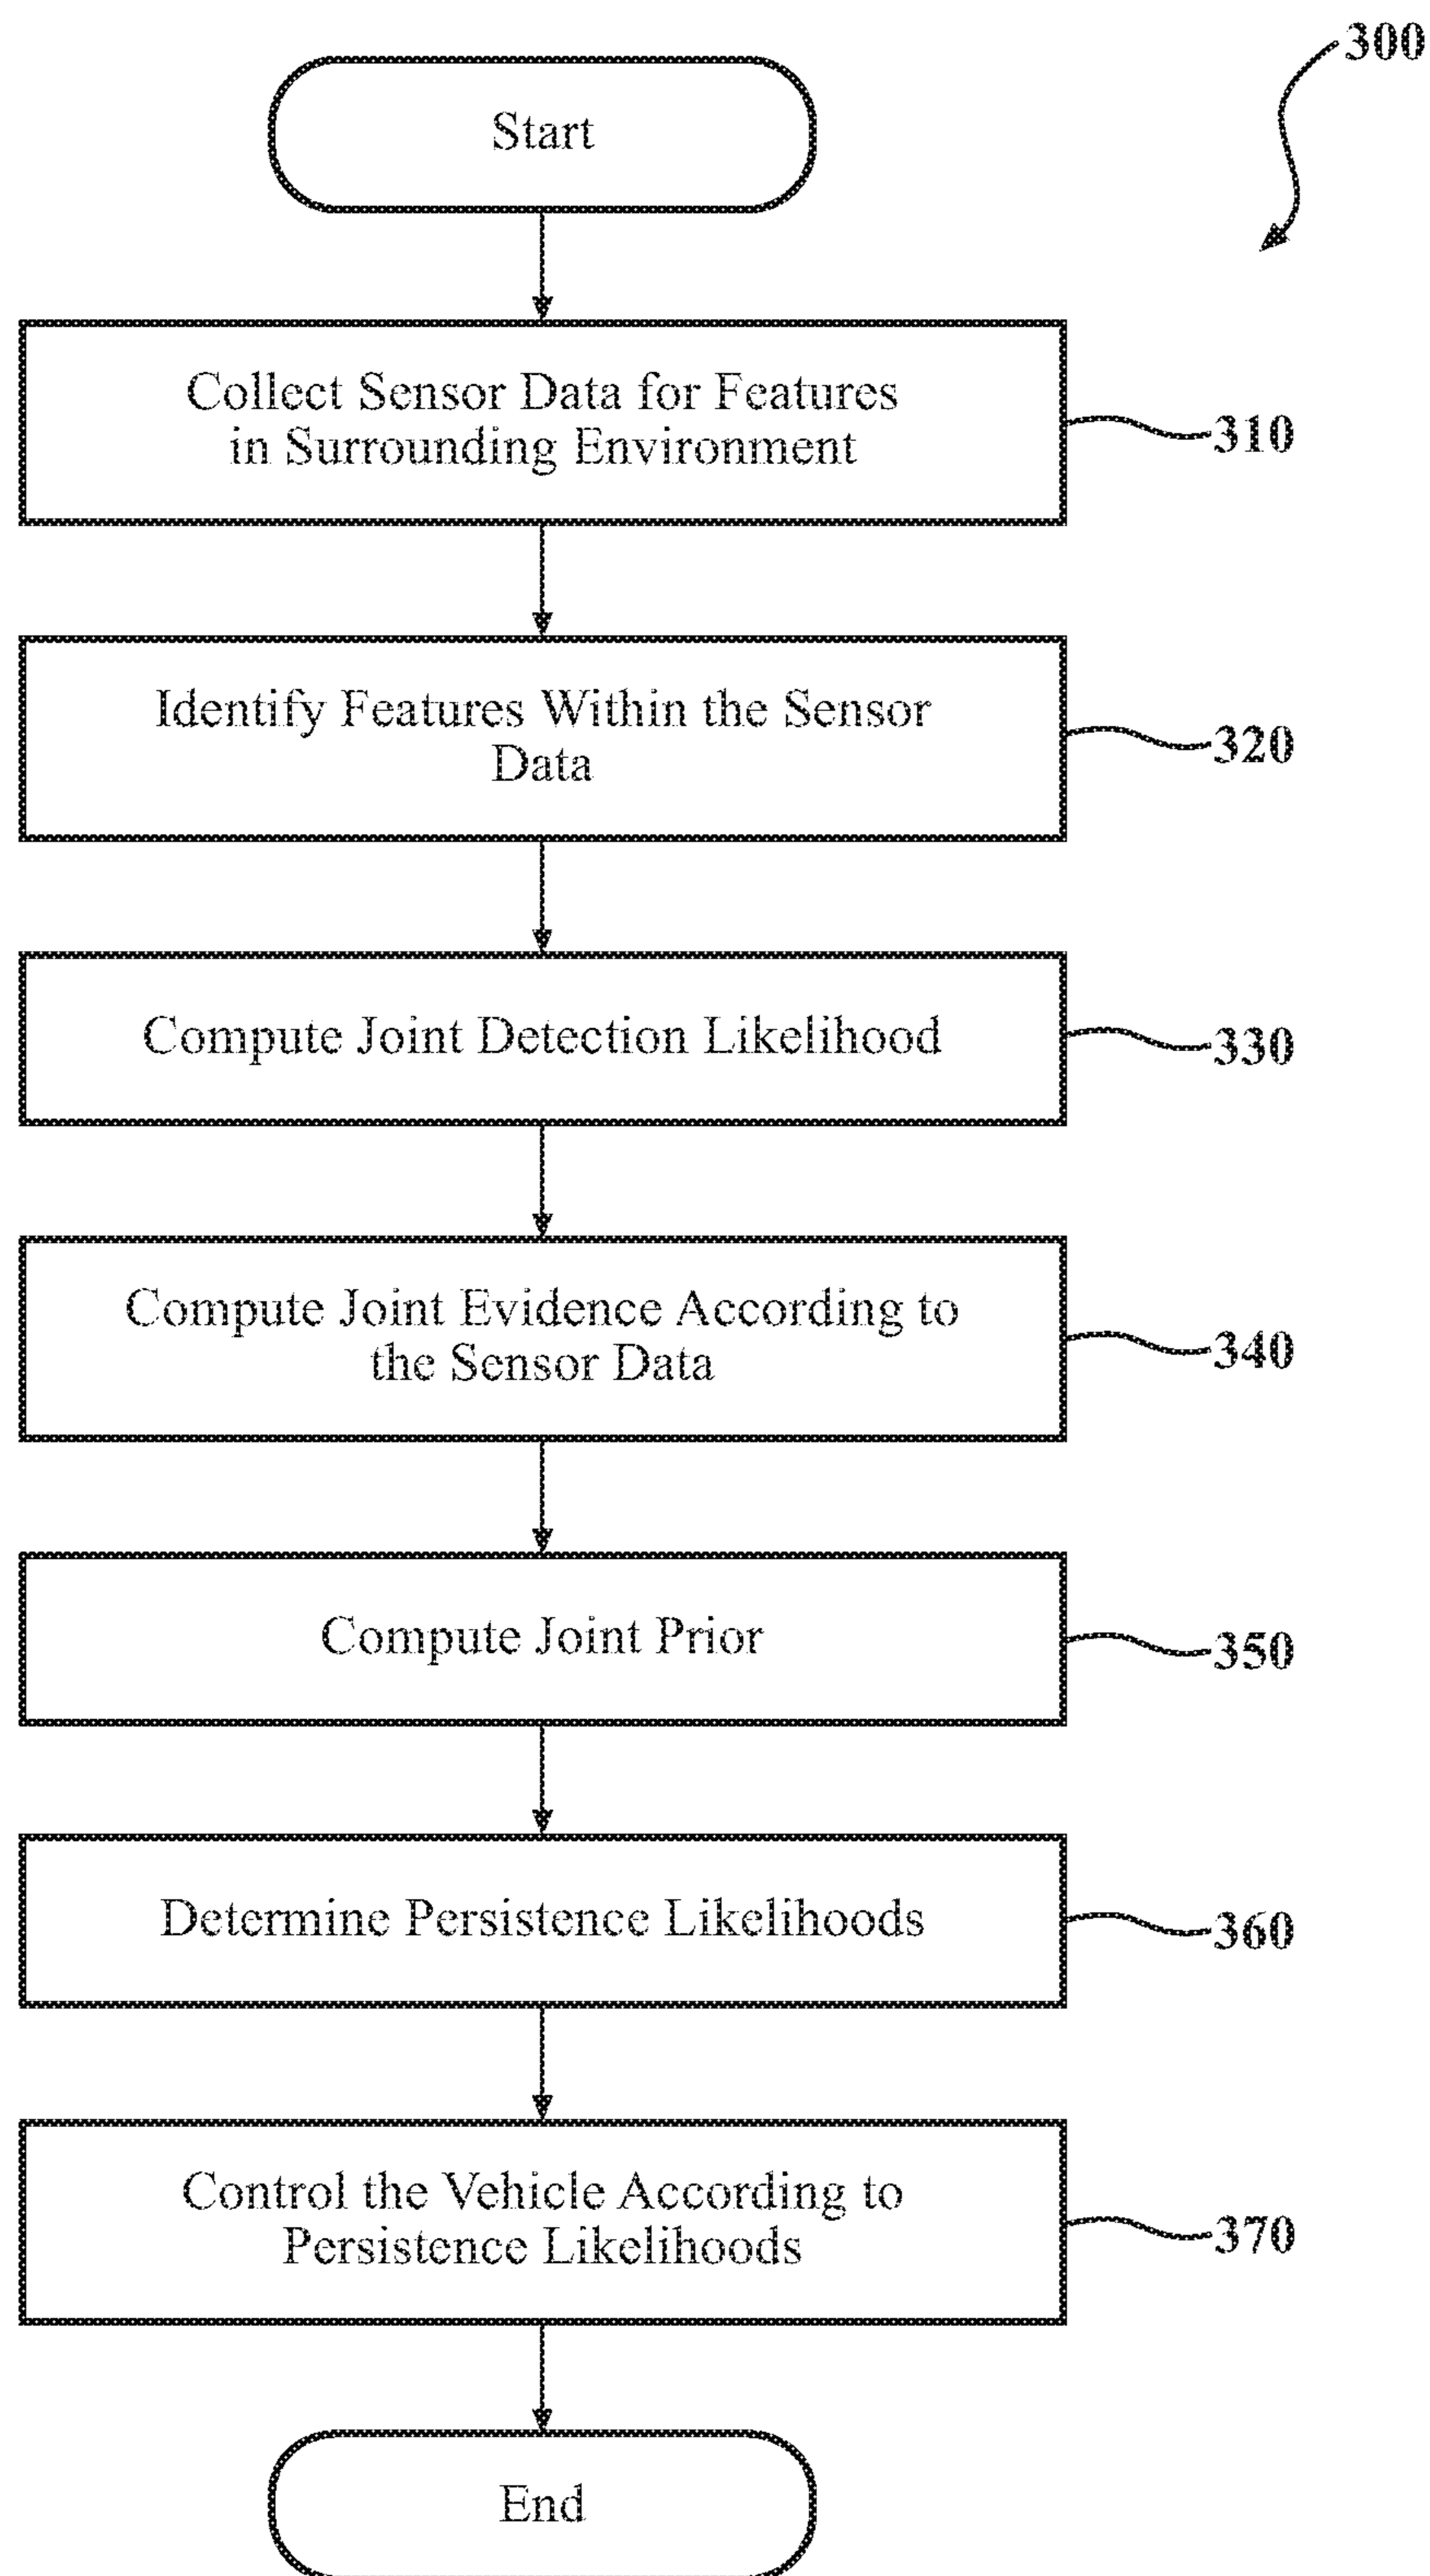 300
Start
Collect Sensor Data for Features
in Surrounding Environment
310
Identify Features Within the Sensor
Data
320
Compute Joint Detection Likelihood
330
Compute Joint Evidence According to
the Sensor Data
340
Compute Joint Prior
350
Determine Persistence Likelihoods
360
Control the Vehicle According to
Persistence Likelihoods
370
End